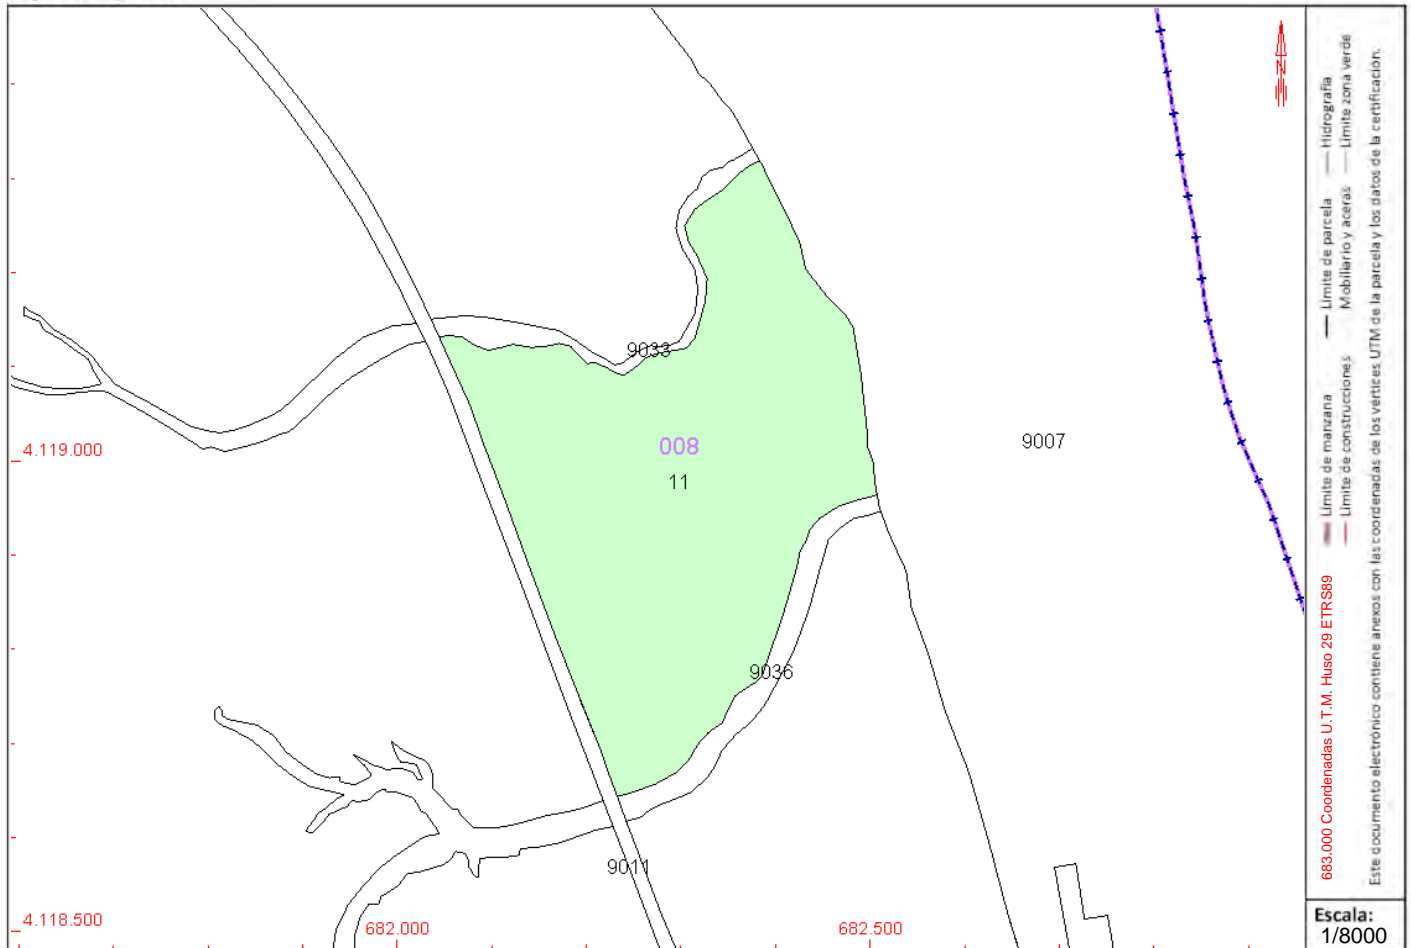 N
9033
4.119.000
008
9007
11
9036
9011
4.118.500
682.000
682.500
Límite de manzana
Límite de parcela
Hidrografía
Límite de construcciones
Mobiliario y aceras
Límite zona verde
683.000 Coordenadas U.T.M. Huso 29 ETRS89
Este documento electrónico contiene anexos con las coordenadas de los vértices UTM de la parcela y los datos de la certificación.
Escala:
1/8000